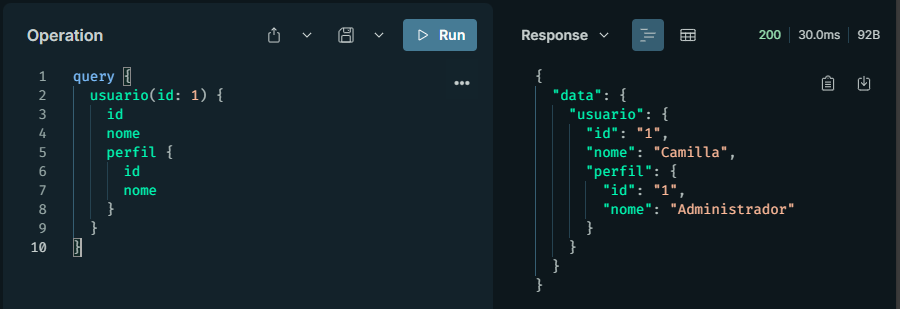 Operation
Run
1 query {
2   usuario(id: 1) {
3     id
4     nome
5     perfil {
6       id
7       nome
8     }
9   }
10 }
Response
200 30.0ms 92B
{
  "data": {
    "usuario": {
      "id": "1",
      "nome": "Camilla",
      "perfil": {
        "id": "1",
        "nome": "Administrador"
      }
    }
  }
}